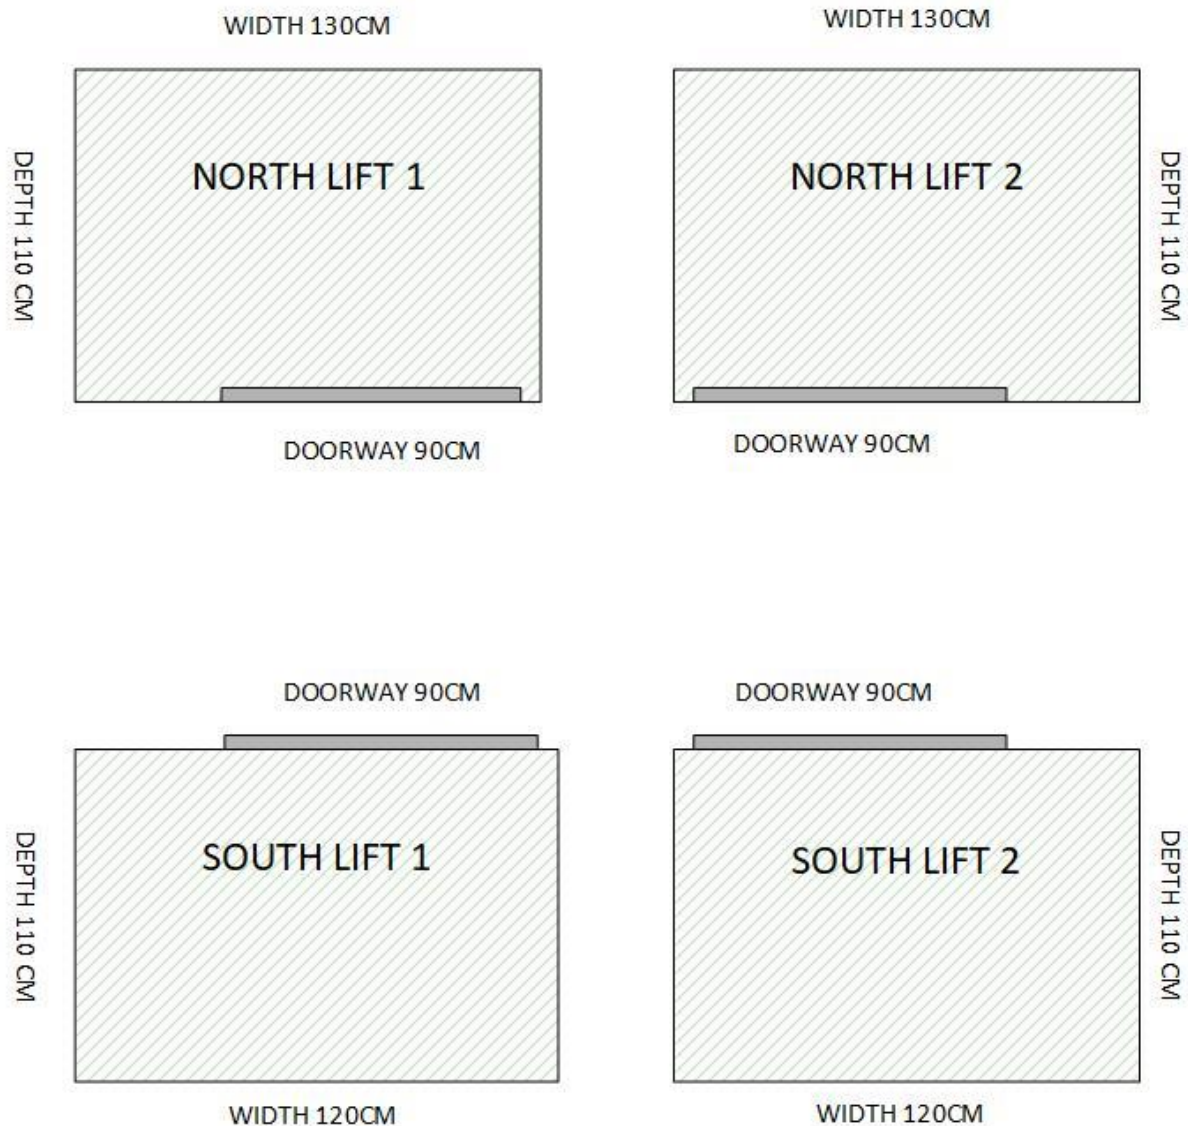 WIDTH 130CM
WIDTH 130CM
DEPTH 110 CM
NORTH LIFT 1
NORTH LIFT 2
DEPTH 110 CM
DOORWAY 90CM
DOORWAY 90CM
DOORWAY 90CM
DOORWAY 90CM
DEPTH 110 CM
SOUTH LIFT 1
SOUTH LIFT 2
DEPTH 110 CM
WIDTH 120CM
WIDTH 120CM